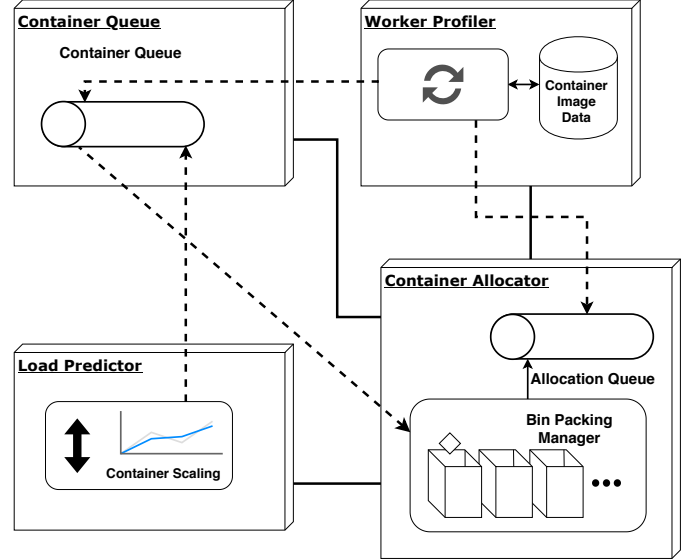 Container Queue
Container Queue
Worker Profiler
Container
Image
Data
Container Allocator
Allocation Queue
Bin Packing
Manager
Load Predictor
Container Scaling